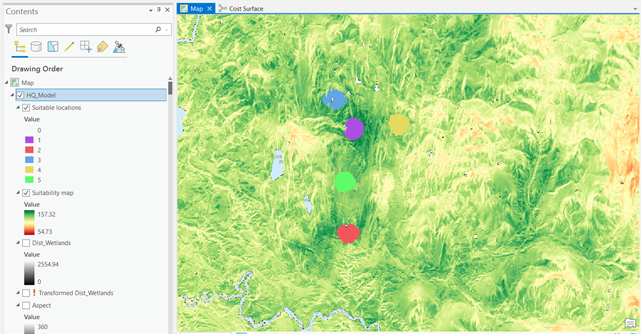 Contents
Map
Cost Surface
Search
Drawing Order
Map
HQ_Model
Suitable locations
Value
0
1
2
3
4
5
Suitability map
Value
157.32
54.73
Dist_Wetlands
Value
2554.94
0
! Transformed Dist_Wetlands
Aspect
Value
360